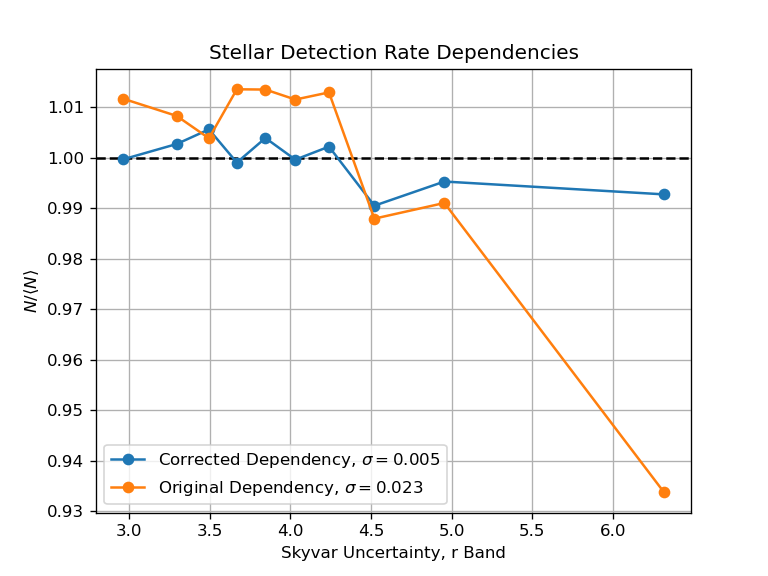 Stellar Detection Rate Dependencies
1.01
1.00
0.99
0.98
0.97
0.96
0.95
0.94
0.93
N/⟨N⟩
Corrected Dependency, σ = 0.005
Original Dependency, σ = 0.023
3.0 3.5 4.0 4.5 5.0 5.5 6.0
Skyvar Uncertainty, r Band